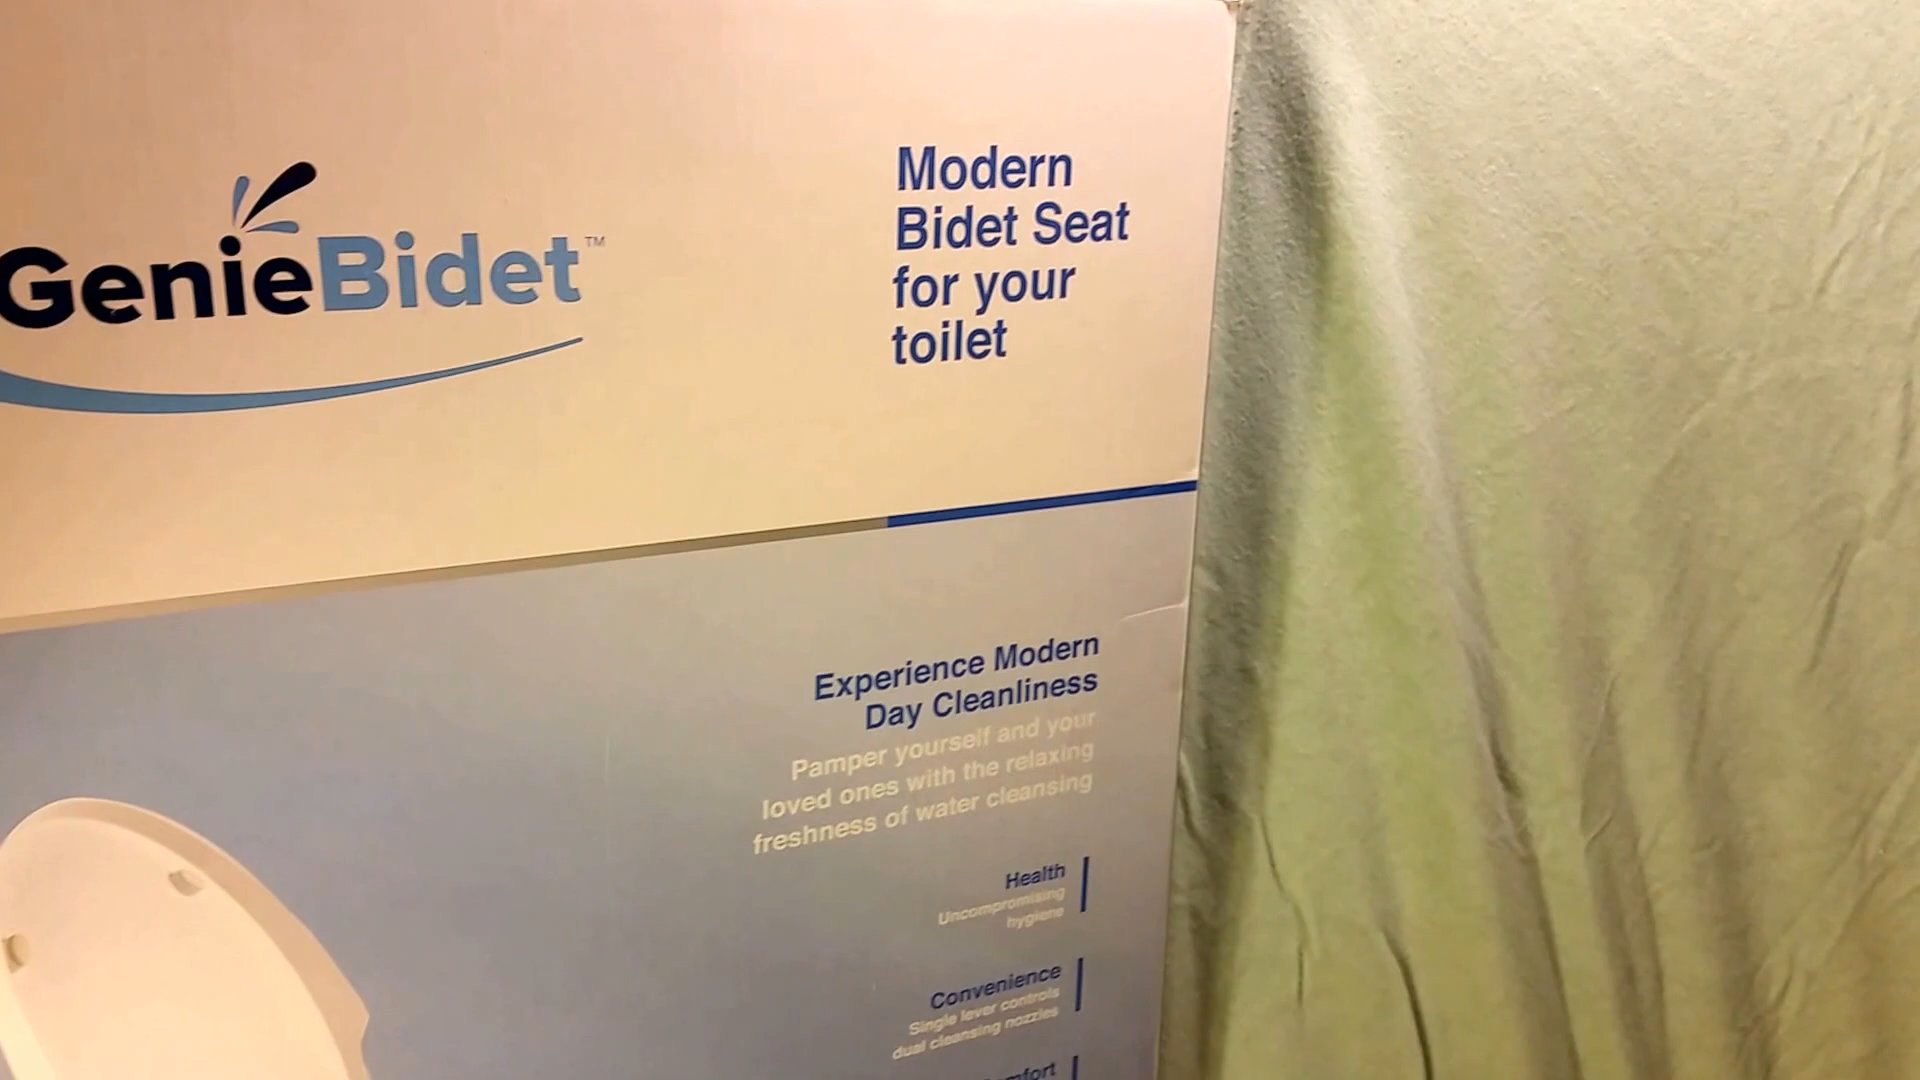 GenieBidet™
Modern
Bidet Seat
for your
toilet
Experience Modern
Day Cleanliness
Pamper yourself and your
loved ones with the relaxing
freshness of water cleansing
Health
Uncompromising
hygiene
Convenience
Single lever controls
dual cleansing nozzles